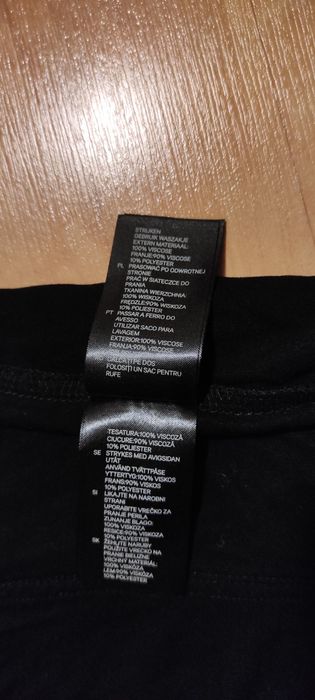 STRIJKEN
GEBRUIK WASZAKJE
EXTERN MATERIAAL:
100% VISCOSE
FRANJE:90% VISCOSE
10% POLYESTER
PL PRASOWAĆ PO ODWROTNEJ
STRONIE
PRAĆ W SIATECZCE DO
PRANIA
TKANINA WIERZCHNIA:
100% WISKOZA
FRĘDZLE:90% WISKOZA
10% POLIESTER
PT PASSAR A FERRO DO
AVESSO
UTILIZAR SACO PARA
LAVAGEM
EXTERIOR:100% VISCOSE
FRANJA:90% VISCOSE
CĂLCAȚI PE DOS
FOLOSIȚI UN SAC PENTRU
RUFE
TESATURA:100% VISCOZĂ
CIUCURE:90% VISCOZĂ
10% POLIESTER
SE STRYKES MED AVIGSIDAN
UTÅT
ANVÄND TVÄTTPÅSE
YTTERTYG:100% VISKOS
FRANS:90% VISKOS
10% POLYESTER
SI LIKAJTE NA NAROBNI
STRANI
UPORABITE VREČKO ZA
PRANJE PERILA
ZUNANJE BLAGO:
100% VISKOZA
RESICE:90% VISKOZA
10% POLYESTER
SK ŽEHLITE NARUBY
POUŽITE VRECKO NA
PRANIE BIELIZNE
VRCHNÝ MATERIÁL:
100% VISKÓZA
LEM:90% VISKÓZA
10% POLYESTER